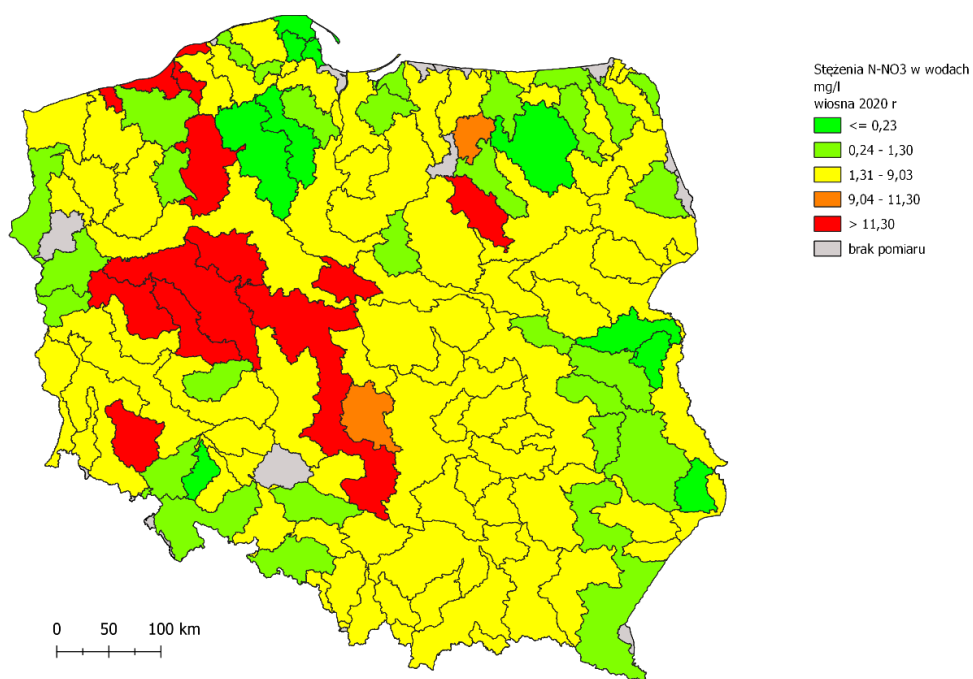 Stężenia N-NO3 w wodach
mg/l
wiosna 2020 r
<= 0,23
0,24 - 1,30
1,31 - 9,03
9,04 - 11,30
> 11,30
brak pomiaru
0 50 100 km